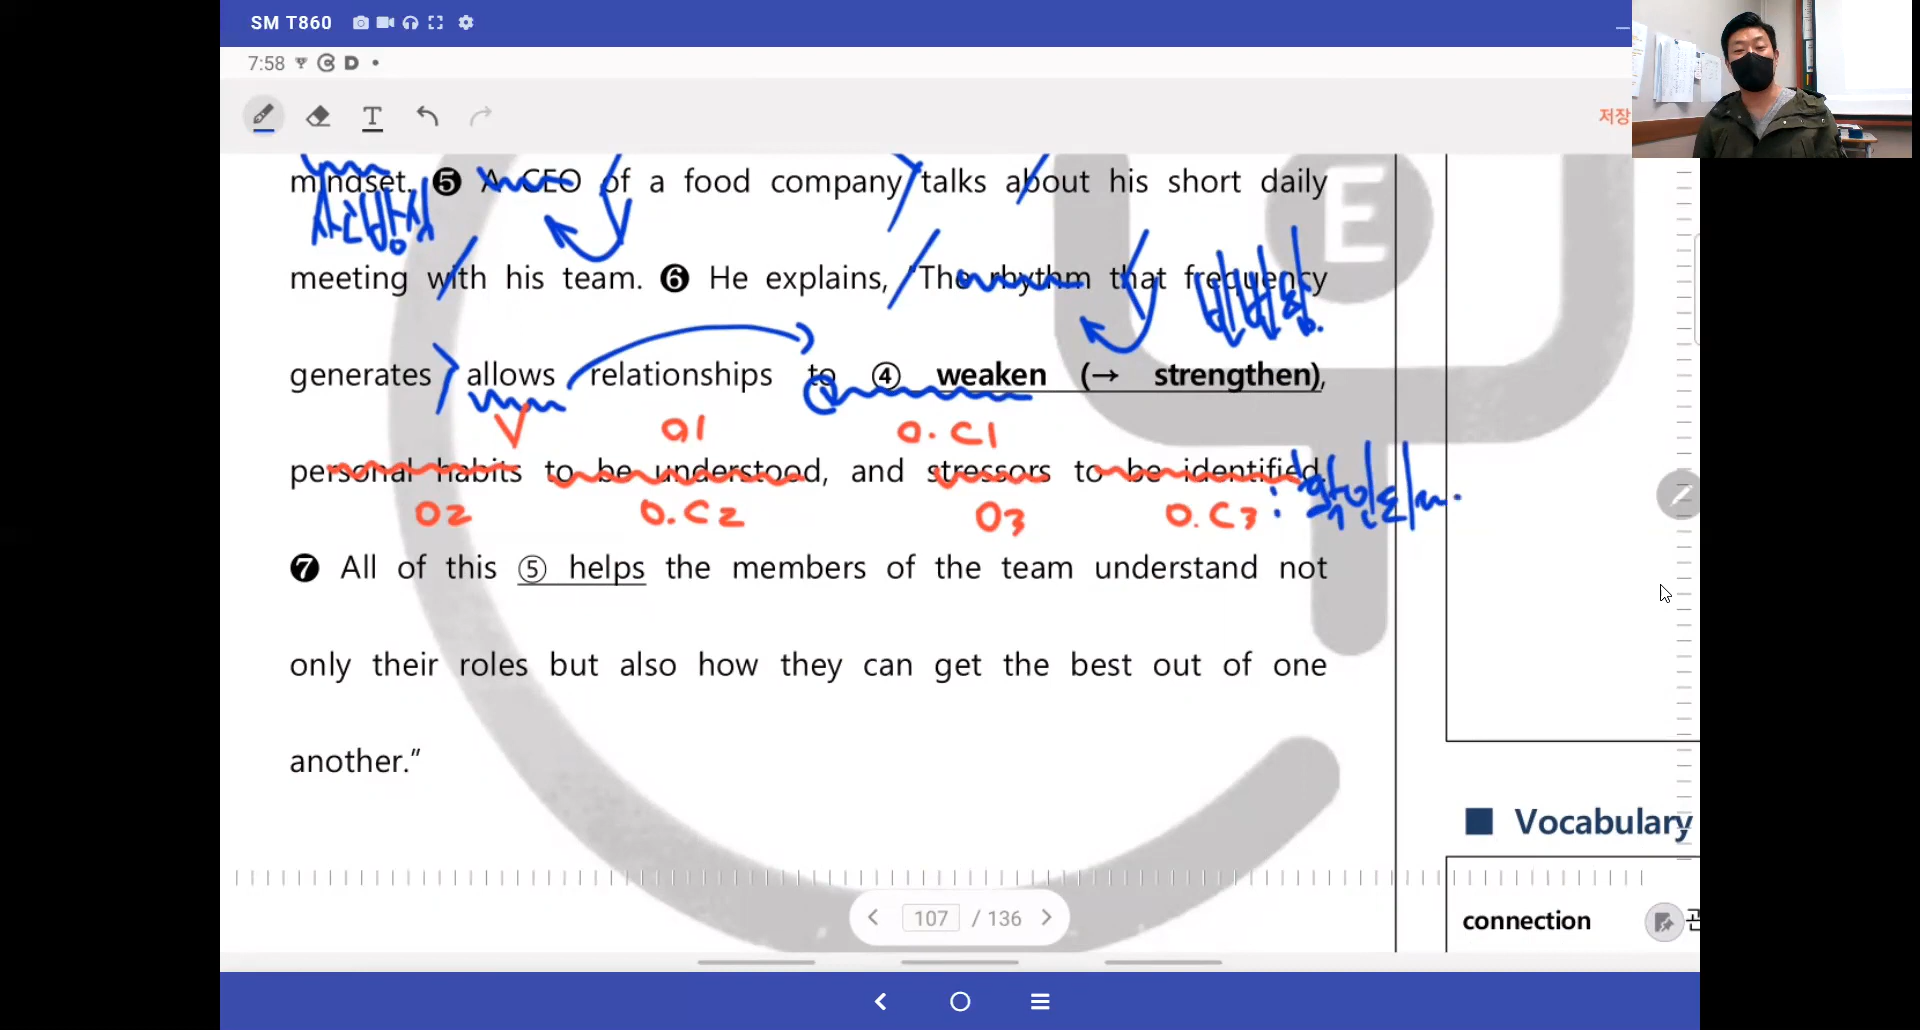 SM T860
7:58
저장
mindset. ❺ A CEO of a food company talks about his short daily
사고방식
meeting with his team. ❻ He explains, "The rhythm that frequency
빈번함.
generates allows relationships to ④ weaken (→ strengthen),
V O1 O.C1
personal habits to be understood, and stressors to be identified.
O2 O.C2 O3 O.C3 : 확인되다.
❼ All of this ⑤ helps the members of the team understand not
only their roles but also how they can get the best out of one
another."
E
■ Vocabulary
connection
107 / 136